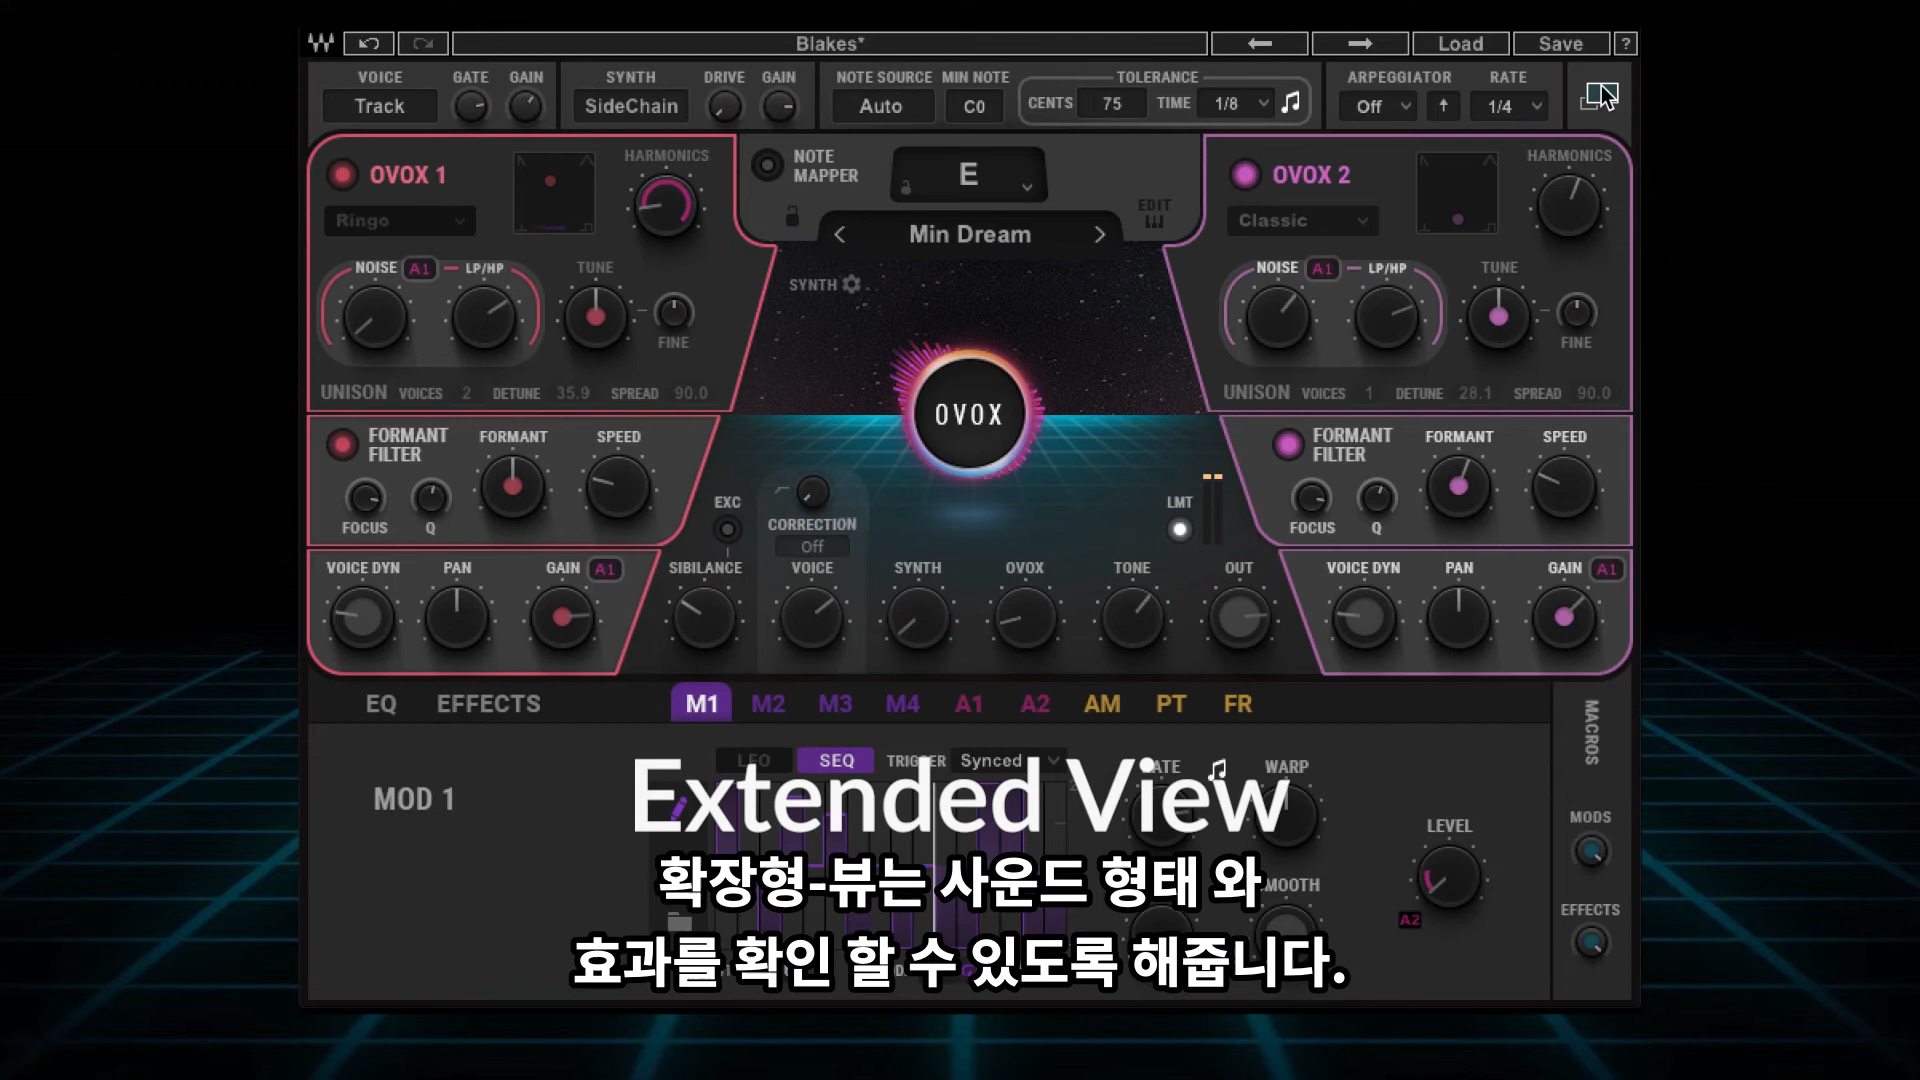 Blakes*
Load
Save
?
VOICE
GATE
GAIN
Track
SYNTH
DRIVE
GAIN
SideChain
NOTE SOURCE
MIN NOTE
Auto
C0
TOLERANCE
CENTS
75
TIME
1/8
ARPEGGIATOR
RATE
Off
1/4
OVOX 1
HARMONICS
Ringo
NOISE
A1
LP/HP
TUNE
FINE
UNISON
VOICES
2
DETUNE
35.9
SPREAD
90.0
FORMANT
FILTER
FORMANT
SPEED
FOCUS
Q
VOICE DYN
PAN
GAIN
A1
NOTE
MAPPER
E
EDIT
Min Dream
SYNTH
OVOX
EXC
CORRECTION
Off
LMT
SIBILANCE
VOICE
SYNTH
OVOX
TONE
OUT
OVOX 2
HARMONICS
Classic
NOISE
A1
LP/HP
TUNE
FINE
UNISON
VOICES
1
DETUNE
28.1
SPREAD
90.0
FORMANT
FILTER
FORMANT
SPEED
FOCUS
Q
VOICE DYN
PAN
GAIN
A1
EQ
EFFECTS
M1
M2
M3
M4
A1
A2
AM
PT
FR
MACROS
MOD 1
LFO
SEQ
TRIGGER
Synced
WARP
LEVEL
A2
MODS
EFFECTS
Extended View
확장형-뷰는 사운드 형태 와
효과를 확인 할 수 있도록 해줍니다.